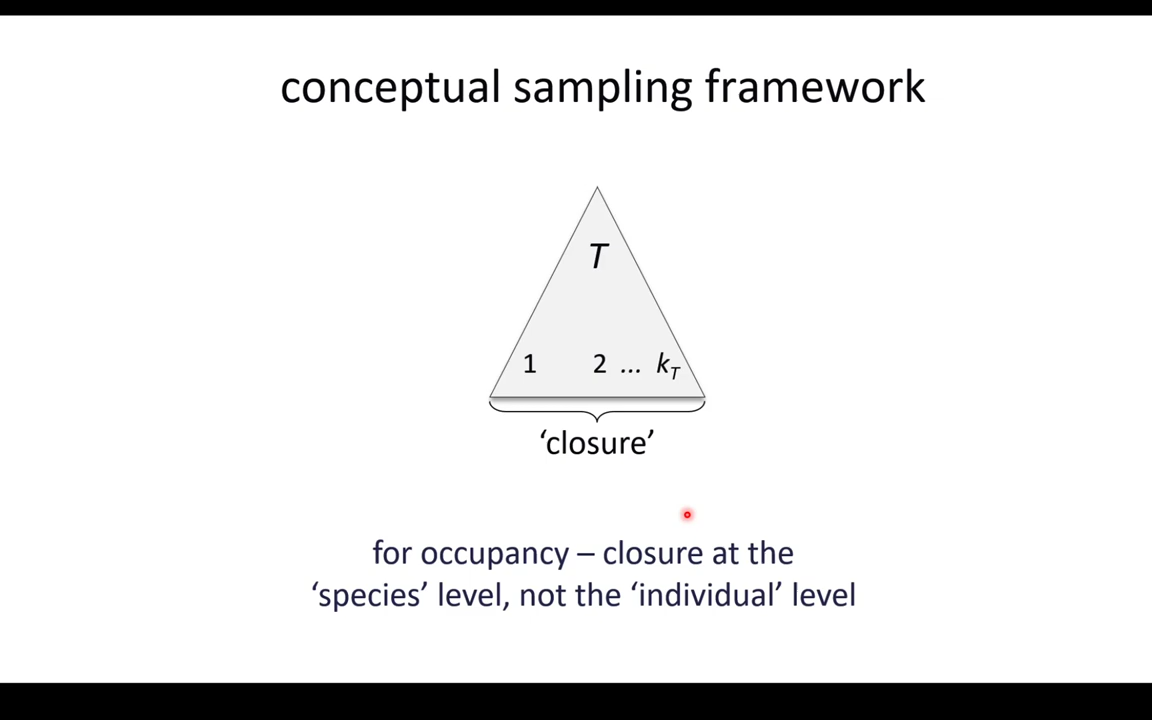 conceptual sampling framework
T
1 2 ... kT
‘closure’
for occupancy – closure at the
‘species’ level, not the ‘individual’ level